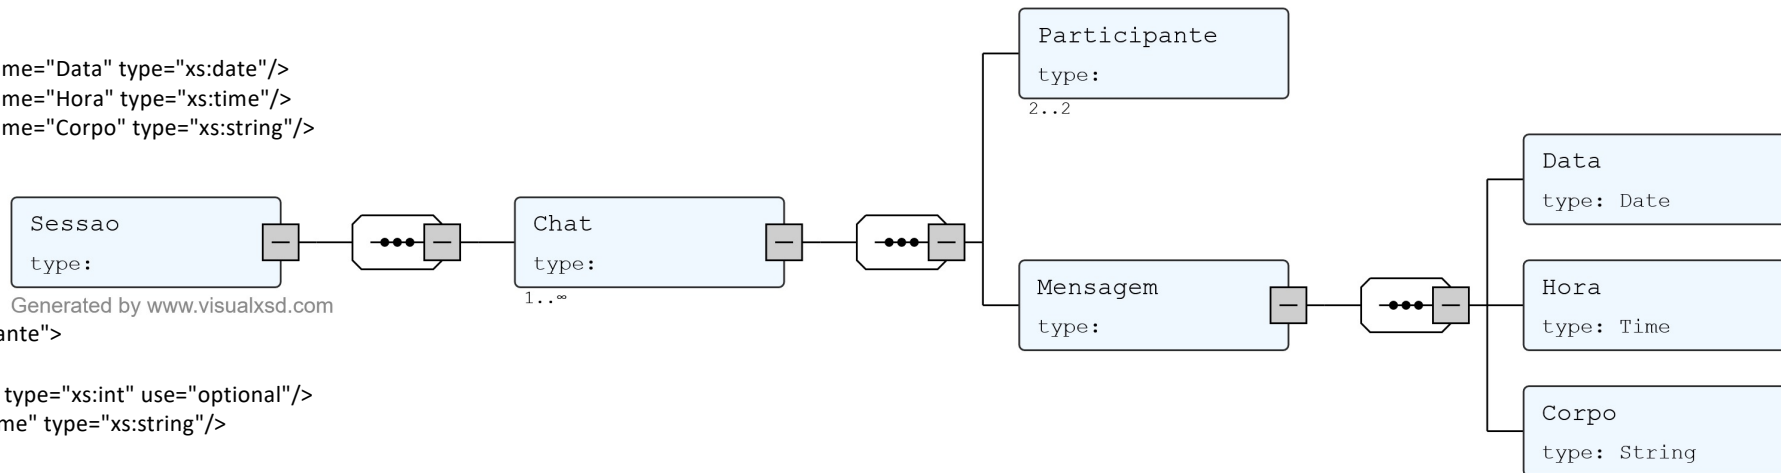 me="Data" type="xs:date"/>
me="Hora" type="xs:time"/>
me="Corpo" type="xs:string"/>
Sessao
type:
Generated by www.visualxsd.com
ante">
type="xs:int" use="optional"/>
me" type="xs:string"/>
Chat
type:
1..∞
Participante
type:
2..2
Mensagem
type:
Data
type: Date
Hora
type: Time
Corpo
type: String